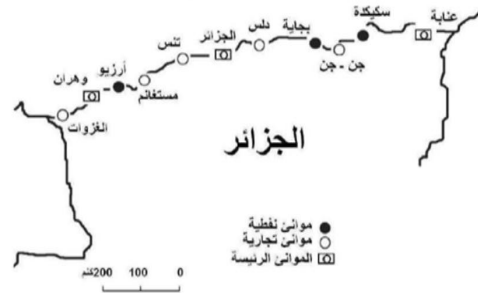 عنابة
سكيكدة
جن - جن
بجاية
دلس
الجزائر
تنس
مستغانم
أرزيو
وهران
الغزوات
الجزائر
موانئ نفطية
موانئ تجارية
الموانئ الرئيسة
200كلم 100 0